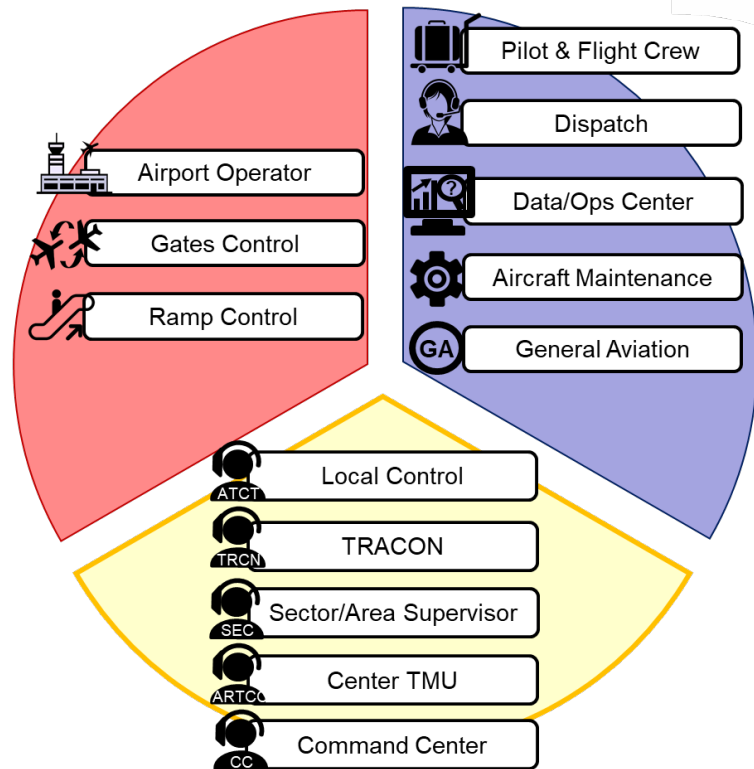 Airport Operator
Gates Control
Ramp Control
Pilot & Flight Crew
Dispatch
?
Data/Ops Center
Aircraft Maintenance
GA
General Aviation
ATCT
Local Control
TRCN
TRACON
SEC
Sector/Area Supervisor
ARTCC
Center TMU
CC
Command Center